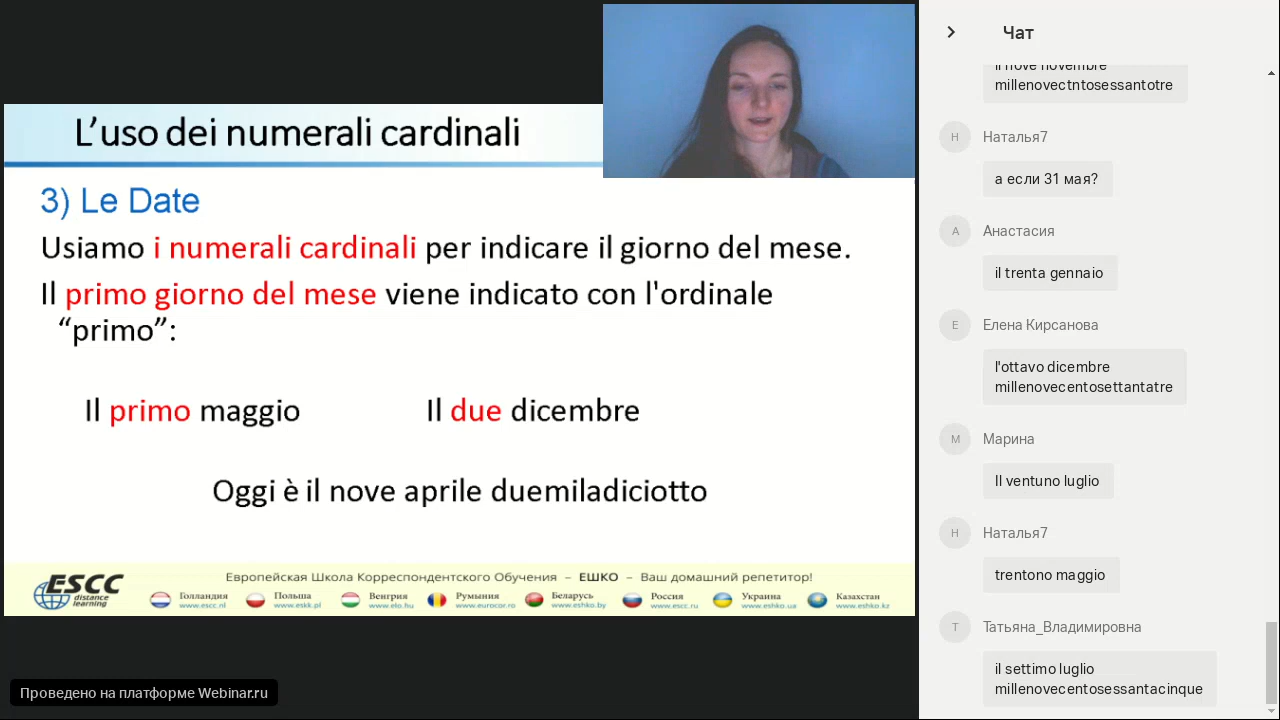 L’uso dei numerali cardinali
3) Le Date
Usiamo i numerali cardinali per indicare il giorno del mese.
Il primo giorno del mese viene indicato con l'ordinale
“primo”:
Il primo maggio
Il due dicembre
Oggi è il nove aprile duemiladiciotto
ESCC
distance
learning
Европейская Школа Корреспондентского Обучения – ЕШКО – Ваш домашний репетитор!
Голландия
www.escc.nl
Польша
www.eskk.pl
Венгрия
www.elo.hu
Румыния
www.eurocor.ro
Беларусь
www.eshko.by
Россия
www.escc.ru
Украина
www.eshko.ua
Казахстан
www.eshko.kz
Проведено на платформе Webinar.ru
Чат
il nove novembre
millenovectntosessantotre
Н
Наталья7
а если 31 мая?
А
Анастасия
il trenta gennaio
Е
Елена Кирсанова
l'ottavo dicembre
millenovecentosettantatre
М
Марина
Il ventuno luglio
Н
Наталья7
trentono maggio
Т
Татьяна_Владимировна
il settimo luglio
millenovecentosessantacinque